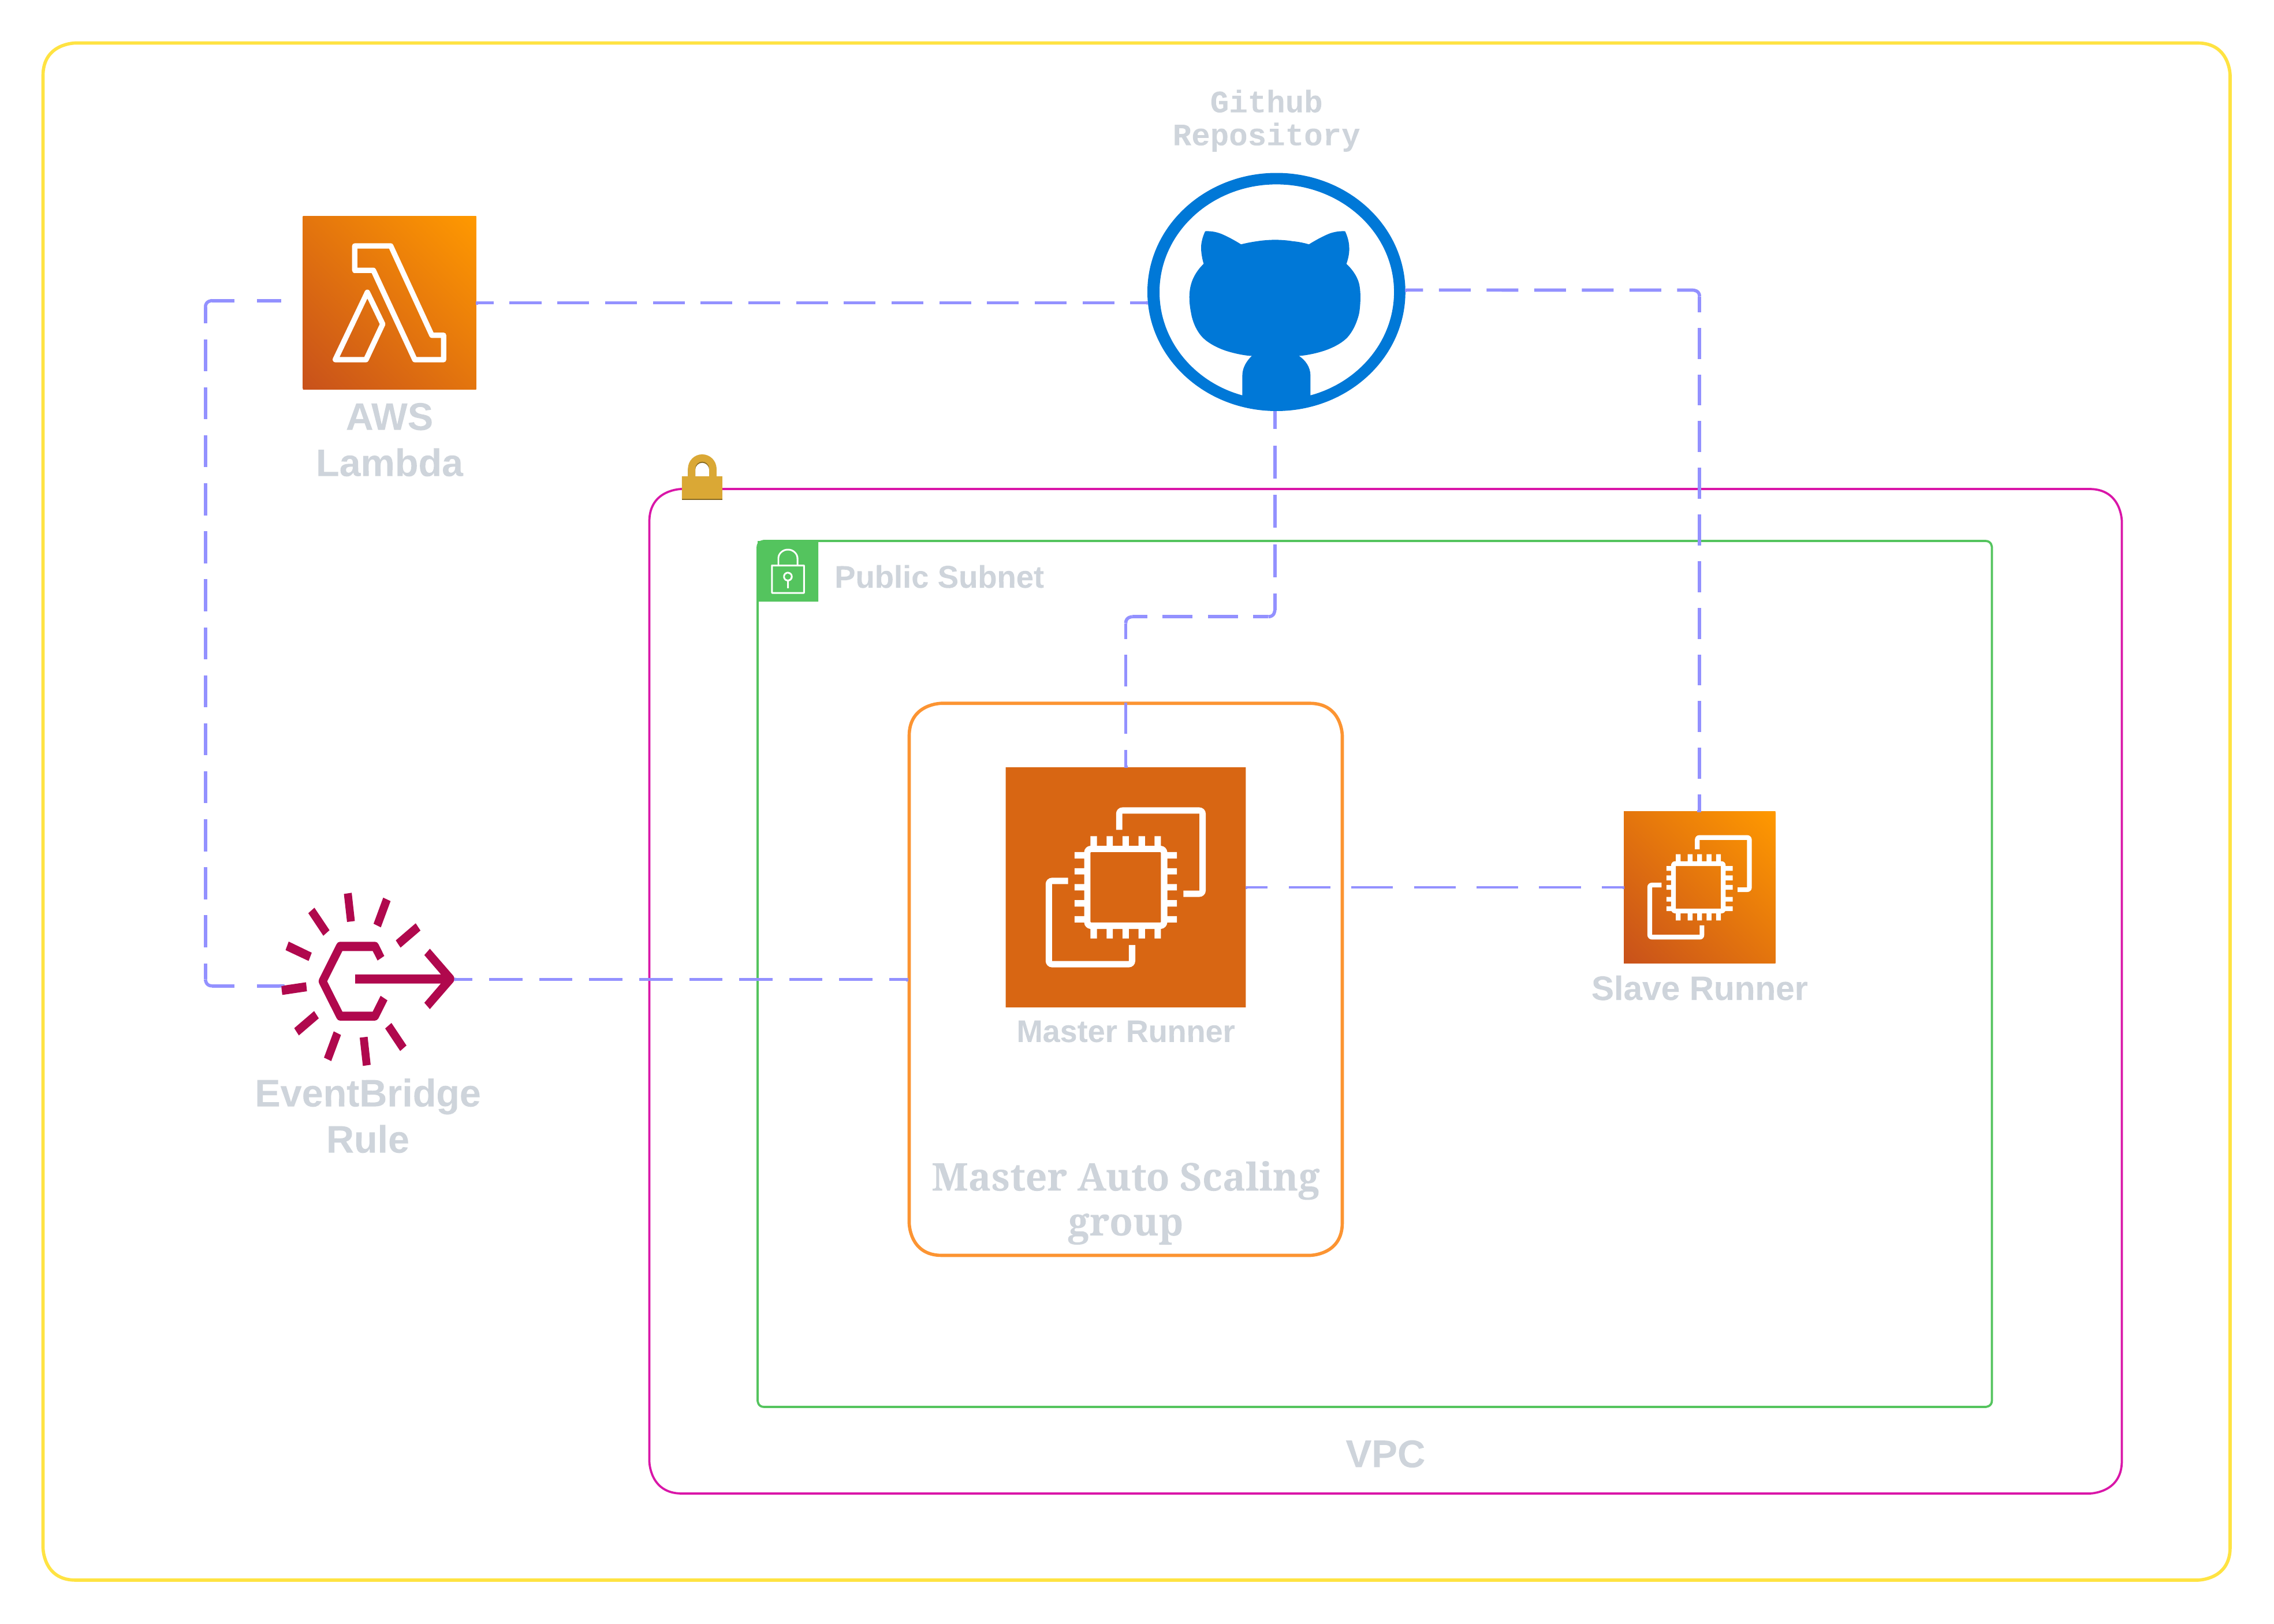 Github
Repository
AWS
Lambda
Public Subnet
Slave Runner
Master Runner
EventBridge
Rule
Master Auto Scaling
group
VPC